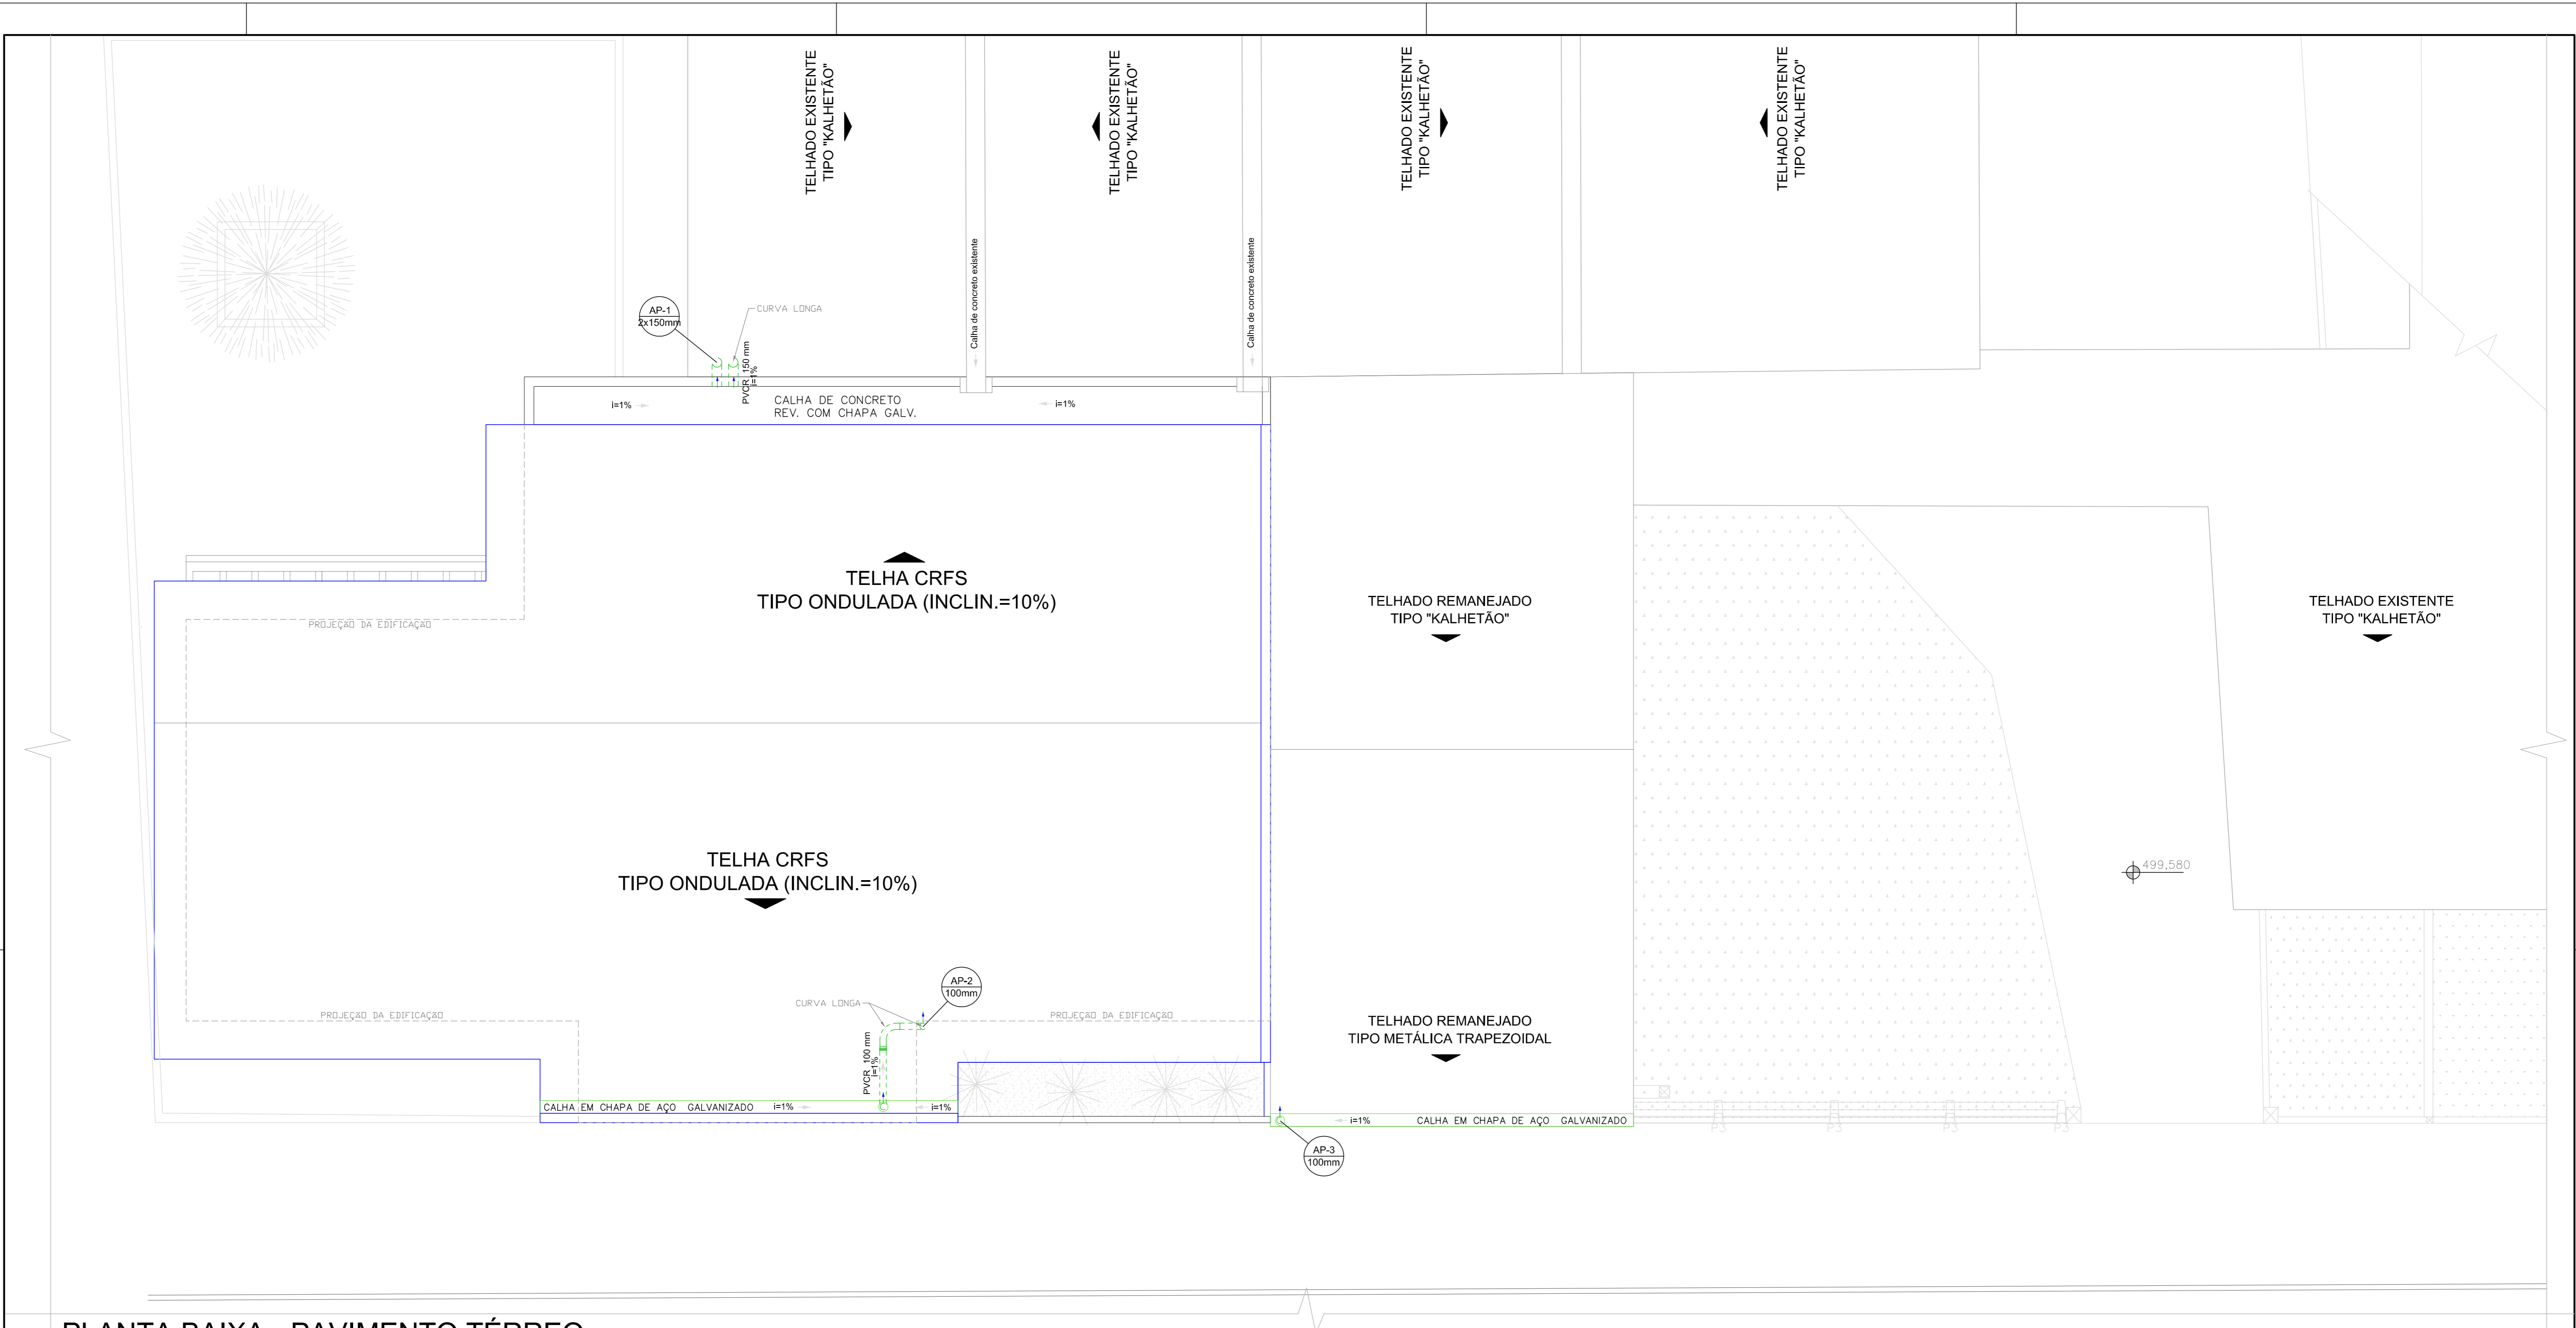 TELHADO EXISTENTE
TIPO "KALHETÃO"
TELHADO EXISTENTE
TIPO "KALHETÃO"
TELHADO EXISTENTE
TIPO "KALHETÃO"
TELHADO EXISTENTE
TIPO "KALHETÃO"
Calha de concreto existente
Calha de concreto existente
AP-1
2x150mm
CURVA LONGA
PVCR 150 mm
i=1%
i=1%
CALHA DE CONCRETO
REV. COM CHAPA GALV.
i=1%
TELHA CRFS
TIPO ONDULADA (INCLIN.=10%)
PROJEÇÃO DA EDIFICAÇÃO
TELHADO REMANEJADO
TIPO "KALHETÃO"
TELHADO EXISTENTE
TIPO "KALHETÃO"
TELHA CRFS
TIPO ONDULADA (INCLIN.=10%)
499,580
AP-2
100mm
CURVA LONGA
PROJEÇÃO DA EDIFICAÇÃO
PROJEÇÃO DA EDIFICAÇÃO
PVCR 100 mm
i=1%
TELHADO REMANEJADO
TIPO METÁLICA TRAPEZOIDAL
CALHA EM CHAPA DE AÇO GALVANIZADO
i=1%
i=1%
i=1%
CALHA EM CHAPA DE AÇO GALVANIZADO
P3
P3
P3
P3
AP-3
100mm
PLANTA BAIXA - PAVIMENTO TÉRREO